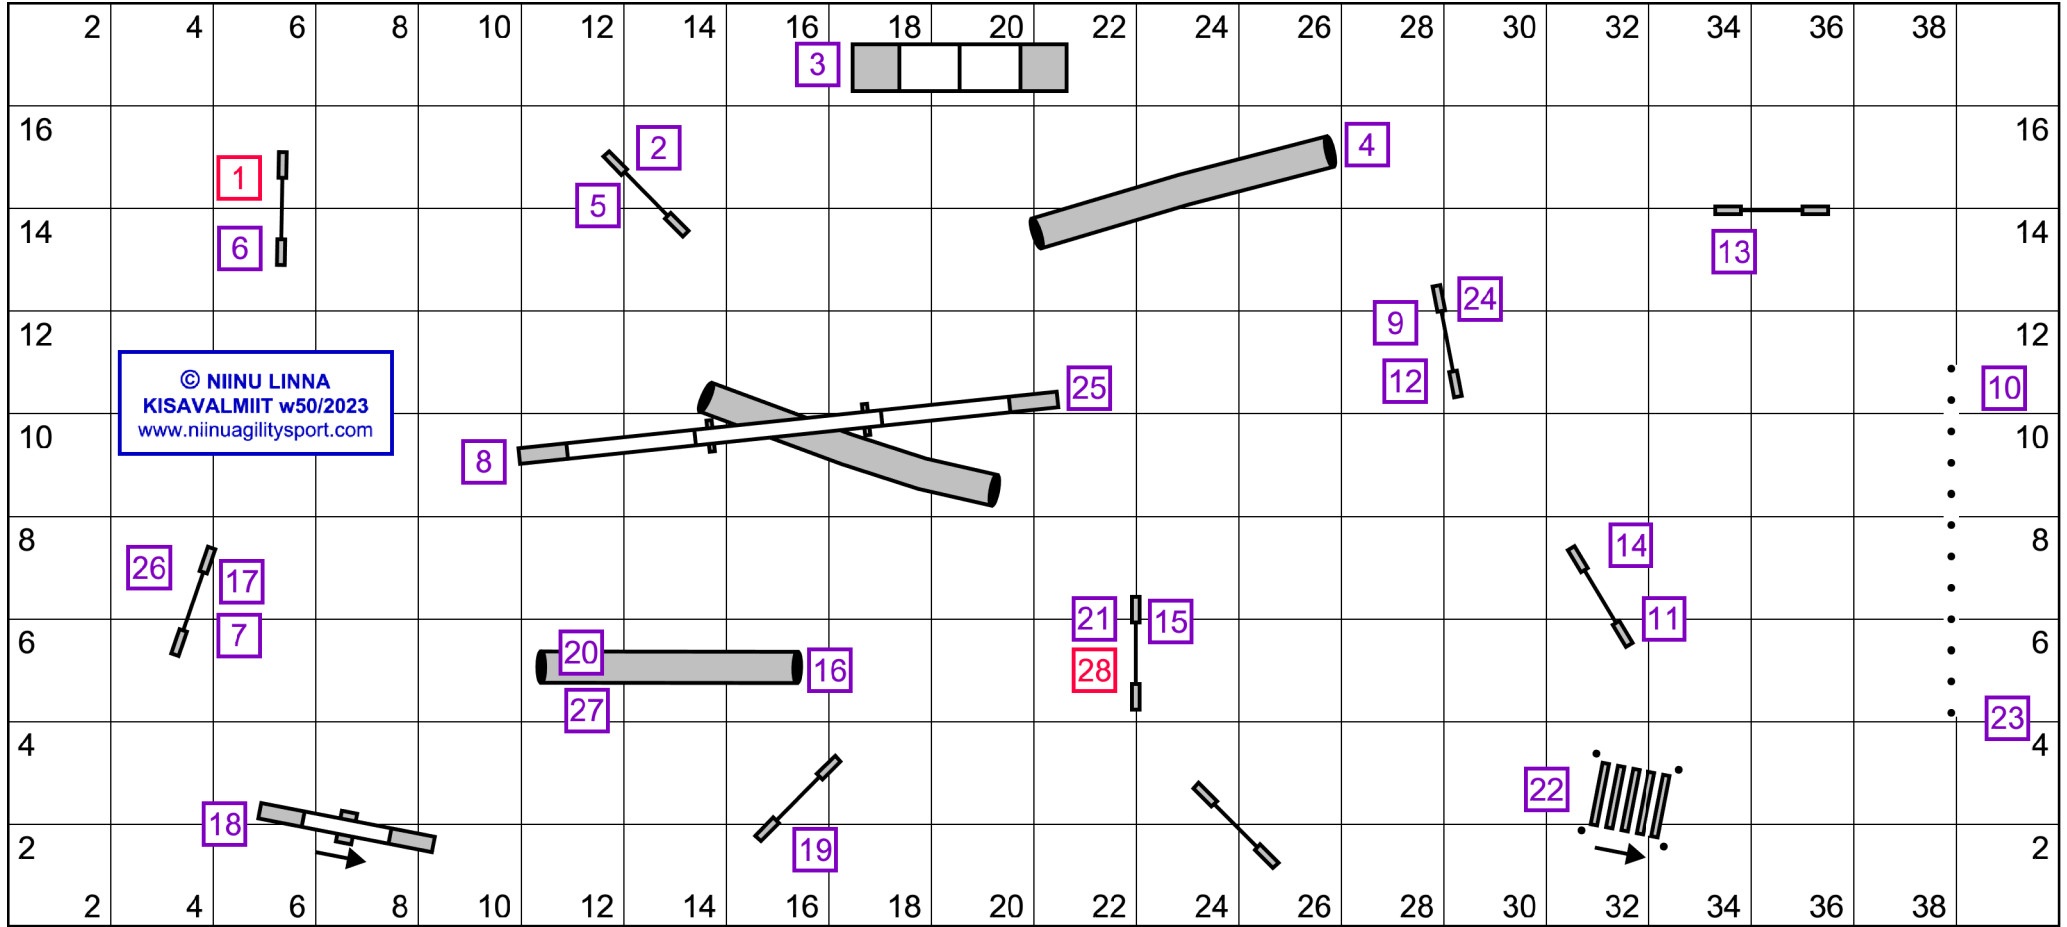 2 4 6 8 10 12 14 16 18 20 22 24 26 28 30 32 34 36 38
3
16 16
1 2 4
5
14 14
6 13
24
12 9 12
© NIINU LINNA
KISAVALMIIT w50/2023
www.niinuagilitysport.com
12 25 10
10 10
8
8 14 8
26 17
7 21 15 11
6 20 6
16 28
27 23
4 4
22
18
2 19 2
2 4 6 8 10 12 14 16 18 20 22 24 26 28 30 32 34 36 38